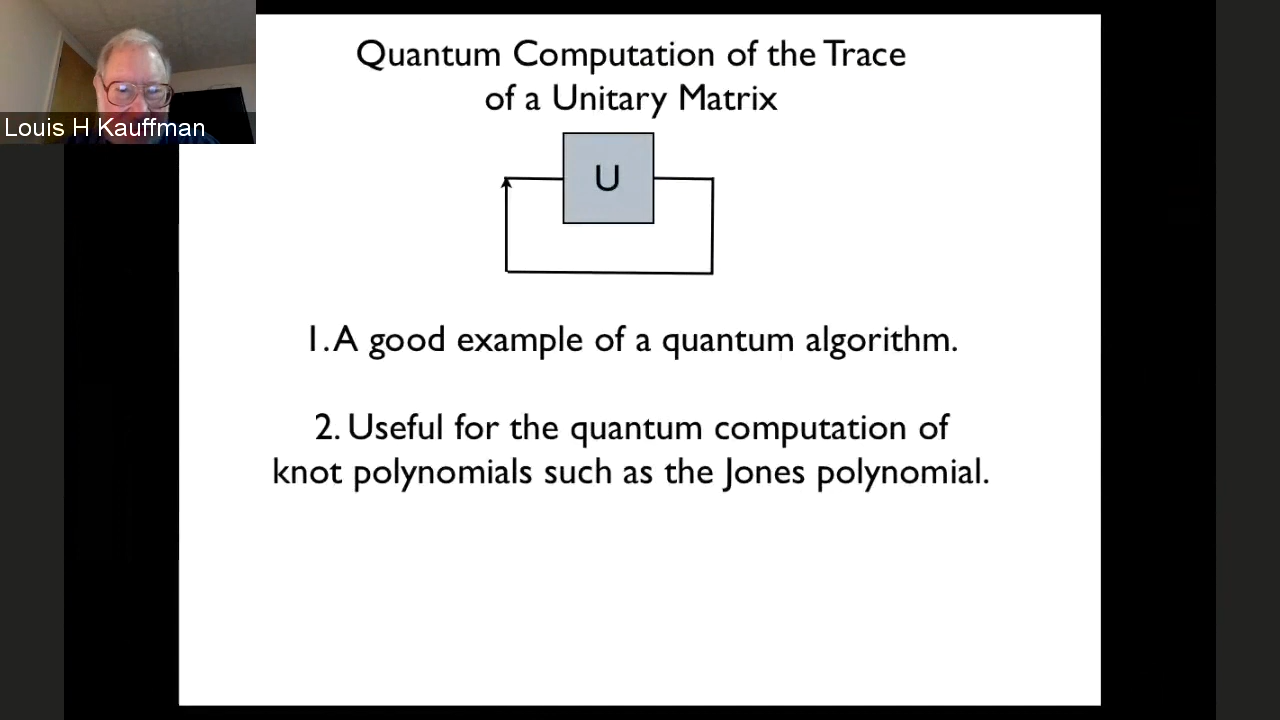 Quantum Computation of the Trace
of a Unitary Matrix
Louis H Kauffman
U
1. A good example of a quantum algorithm.
2. Useful for the quantum computation of
knot polynomials such as the Jones polynomial.